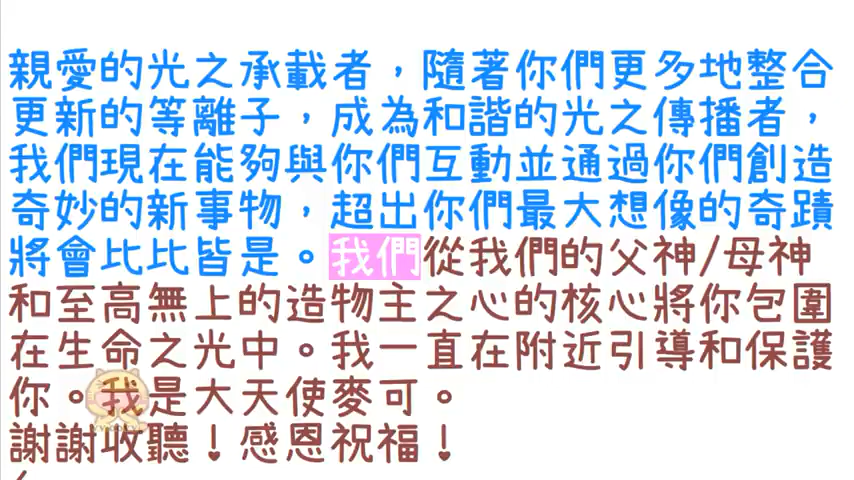 親愛的光之承載者，隨著你們更多地整合
更新的等離子，成為和諧的光之傳播者，
我們現在能夠與你們互動並通過你們創造
奇妙的新事物，超出你們最大想像的奇蹟
將會比比皆是。我們從我們的父神/母神
和至高無上的造物主之心的核心將你包圍
在生命之光中。我一直在附近引導和保護
你。我是大天使麥可。
謝謝收聽！感恩祝福！